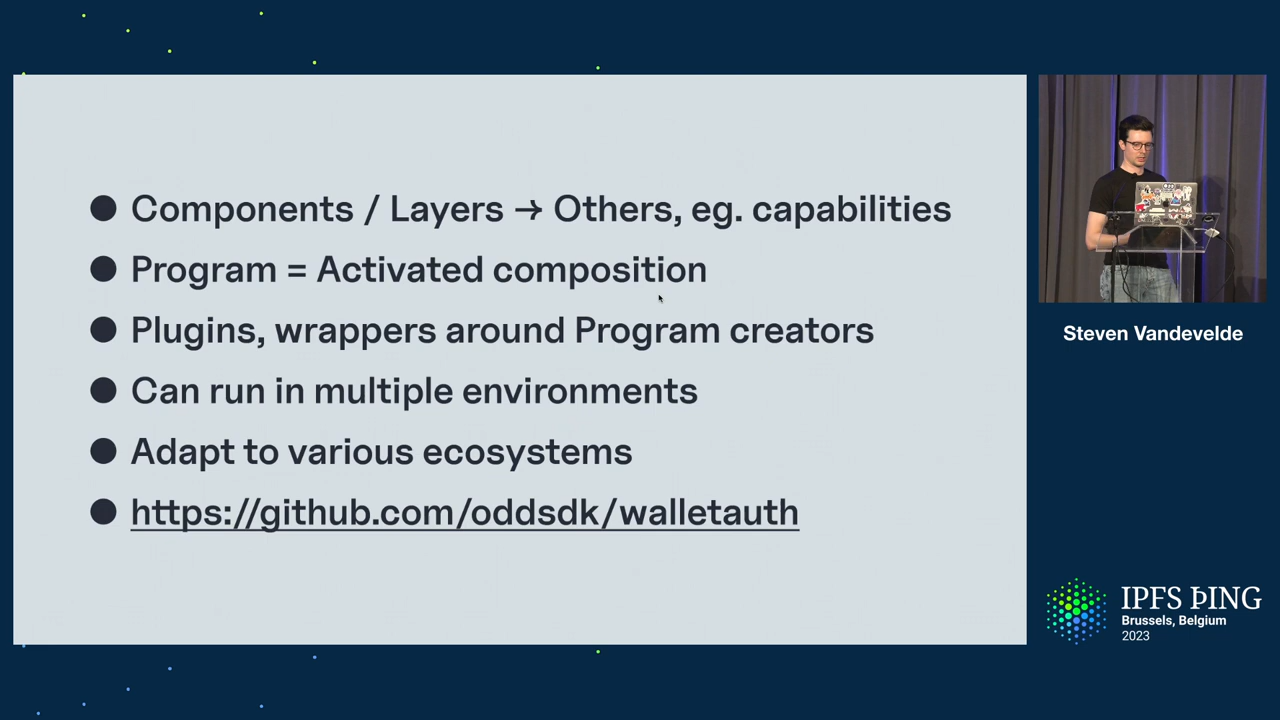 Components / Layers → Others, eg. capabilities
Program = Activated composition
Plugins, wrappers around Program creators
Can run in multiple environments
Adapt to various ecosystems
https://github.com/oddsdk/walletauth
Steven Vandevelde
IPFS ÞING
Brussels, Belgium
2023